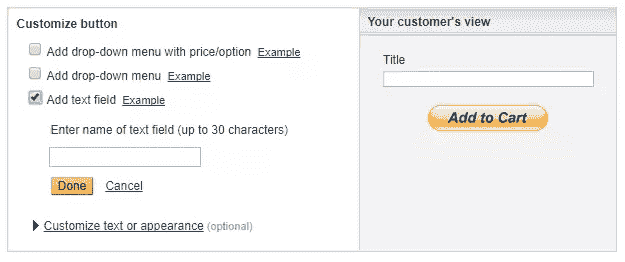 Customize button
Add drop-down menu with price/option Example
Add drop-down menu Example
Add text field Example
Enter name of text field (up to 30 characters)
Done Cancel
Customize text or appearance (optional)
Your customer's view
Title
Add to Cart